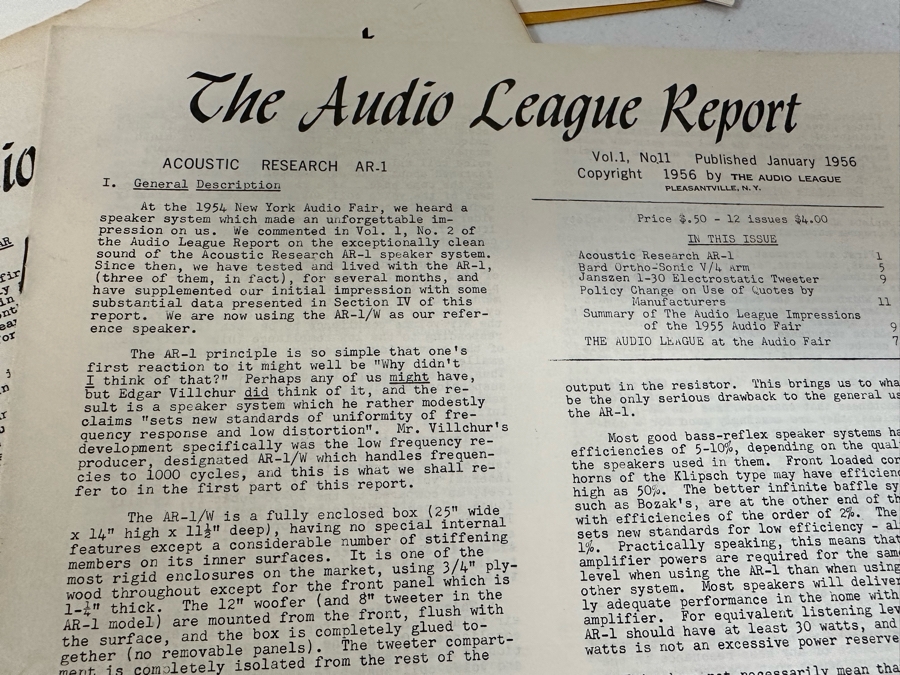 The Audio League Report
ACOUSTIC RESEARCH AR-1
I. General Description
At the 1954 New York Audio Fair, we heard a
speaker system which made an unforgettable im-
pression on us. We commented in Vol. 1, No. 2 of
the Audio League Report on the exceptionally clean
sound of the Acoustic Research AR-1 speaker system.
Since then, we have tested and lived with the AR-1,
(three of them, in fact), for several months, and
have supplemented our initial impression with some
substantial data presented in Section IV of this
report. We are now using the AR-1/W as our refer-
ence speaker.
The AR-1 principle is so simple that one's
first reaction to it might well be "Why didn't
I think of that?" Perhaps any of us might have,
but Edgar Villchur did think of it, and the re-
sult is a speaker system which he rather modestly
claims "sets new standards of uniformity of fre-
quency response and low distortion". Mr. Villchur's
development specifically was the low frequency re-
producer, designated AR-1/W which handles frequen-
cies to 1000 cycles, and this is what we shall re-
fer to in the first part of this report.
The AR-1/W is a fully enclosed box (25" wide
x 14" high x 11½" deep), having no special internal
features except a considerable number of stiffening
members on its inner surfaces. It is one of the
most rigid enclosures on the market, using 3/4" ply-
wood throughout except for the front panel which is
1-¼" thick. The 12" woofer (and 8" tweeter in the
AR-1 model) are mounted from the front, flush with
the surface, and the box is completely glued to-
gether (no removable panels). The tweeter compart-
ment is completely isolated from the rest of the
Vol.1, No.11 Published January 1956
Copyright 1956 by THE AUDIO LEAGUE
PLEASANTVILLE, N.Y.
Price $.50 - 12 issues $4.00
IN THIS ISSUE
Acoustic Research AR-1 1
Bard Ortho-Sonic V/4 Arm 5
Janszen 1-30 Electrostatic Tweeter 9
Policy Change on Use of Quotes by
Manufacturers 11
Summary of The Audio League Impressions
of the 1955 Audio Fair 9
THE AUDIO LEAGUE at the Audio Fair 7
output in the resistor. This brings us to wha
be the only serious drawback to the general us
the AR-1.
Most good bass-reflex speaker systems ha
efficiencies of 5-10%, depending on the qual
the speakers used in them. Front loaded cor
horns of the Klipsch type may have efficienc
high as 50%. The better infinite baffle sy
such as Bozak's, are at the other end of th
with efficiencies of the order of 2%. The
sets new standards for low efficiency - al
1%. Practically speaking, this means that
amplifier powers are required for the same
level when using the AR-1 than when using
other system. Most speakers will deliver
ly adequate performance in the home with
amplifier. For equivalent listening lev
AR-1 should have at least 30 watts, and
watts is not an excessive power reserve
necessarily mean tha